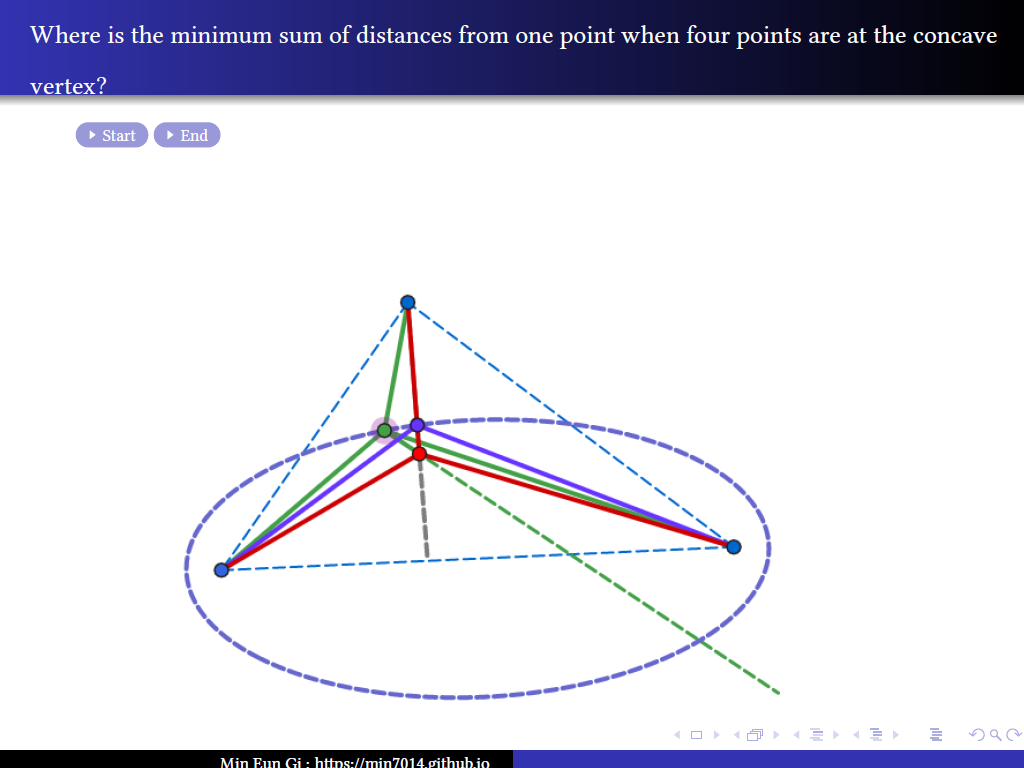 Where is the minimum sum of distances from one point when four points are at the concave
vertex?
Start
End
Min Eun Gi : https://min7014.github.io